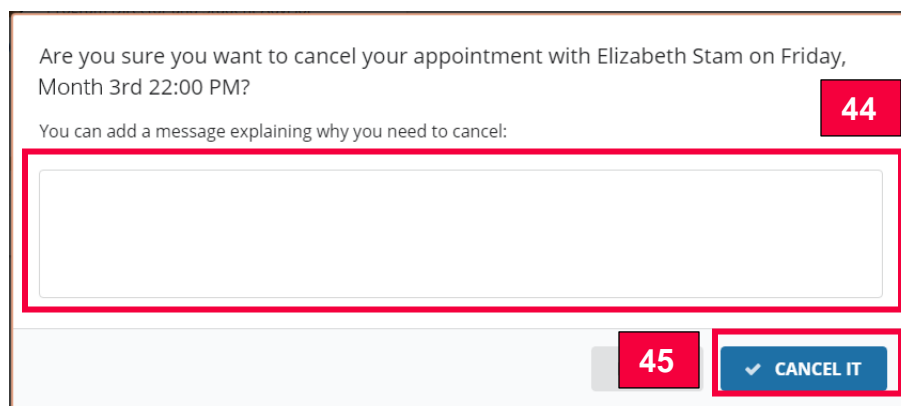 Are you sure you want to cancel your appointment with Elizabeth Stam on Friday,
Month 3rd 22:00 PM?
44
You can add a message explaining why you need to cancel:
45
CANCEL IT